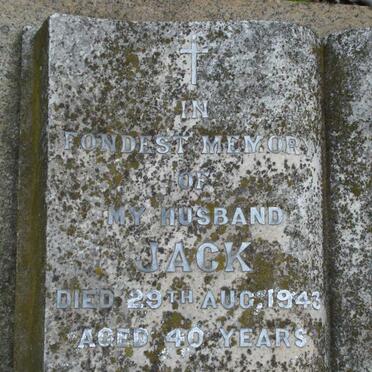 IN
FONDEST MEMORY
OF
MY HUSBAND
JACK
DIED 29TH AUG. 1943
AGED 40 YEARS